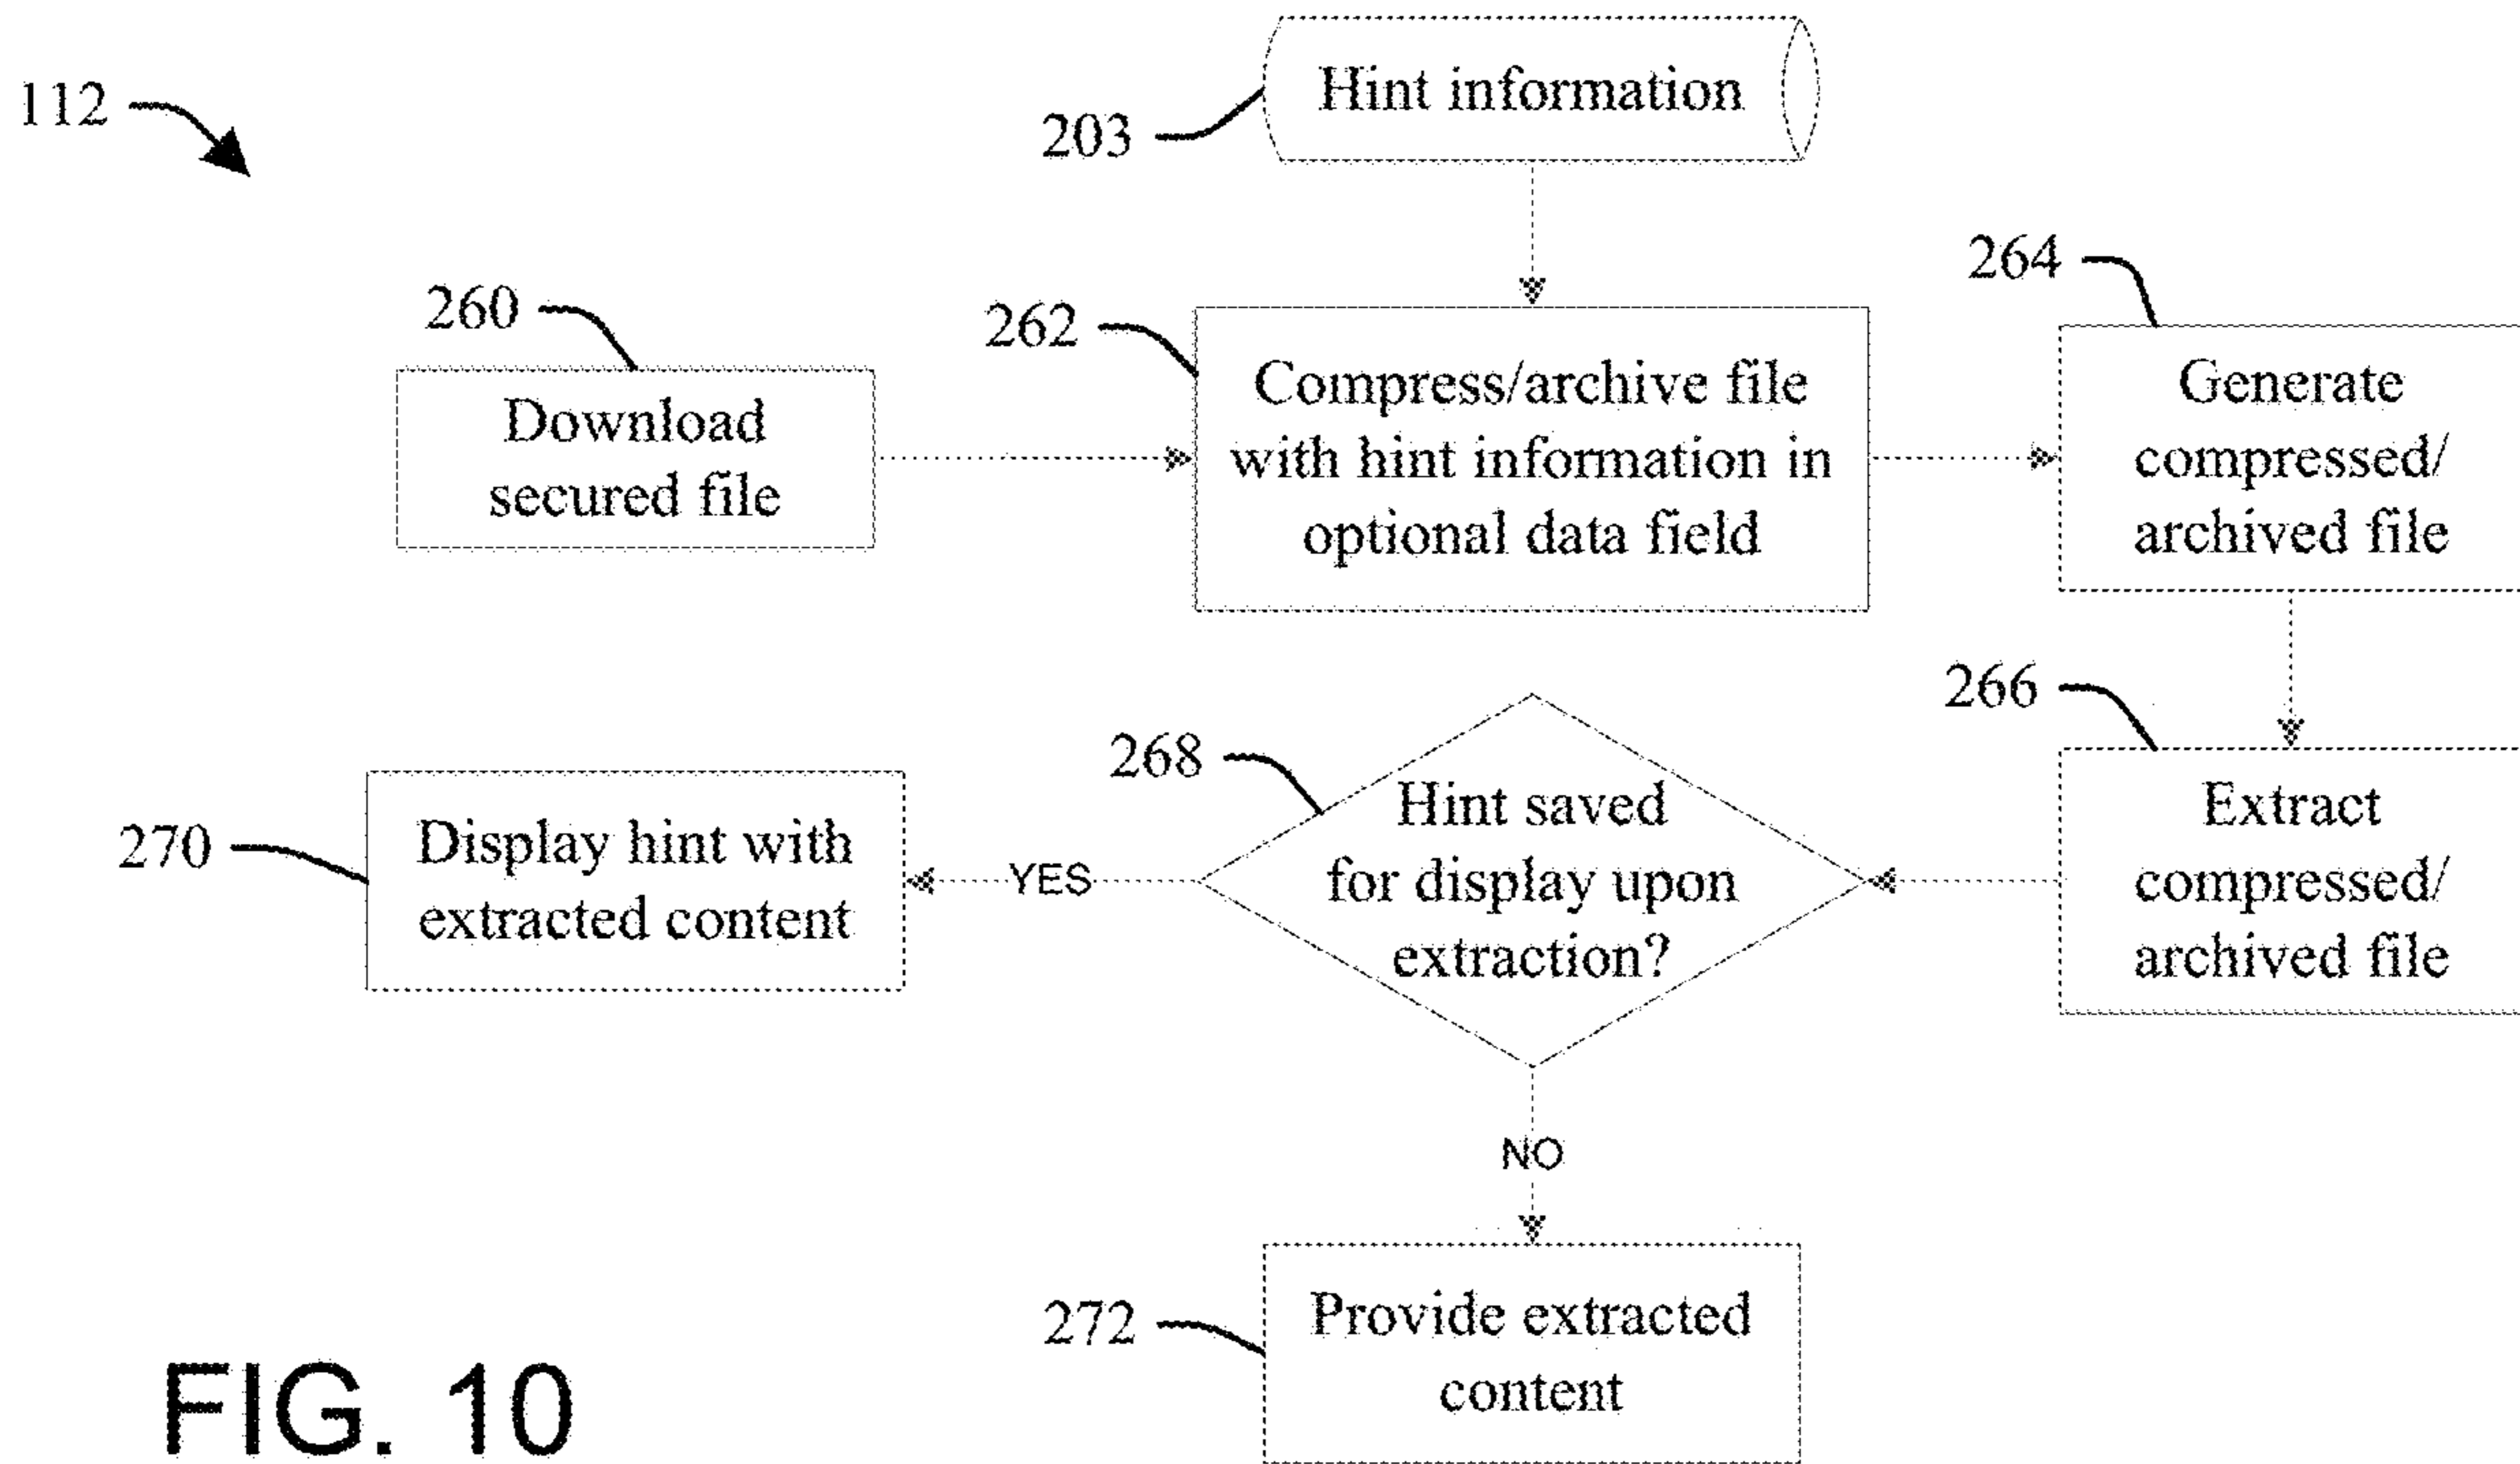 112
203
Hint information
260
Download
secured file
262
Compress/archive file
with hint information in
optional data field
264
Generate
compressed/
archived file
266
Extract
compressed/
archived file
268
Hint saved
for display upon
extraction?
YES
270
Display hint with
extracted content
NO
272
Provide extracted
content
FIG. 10